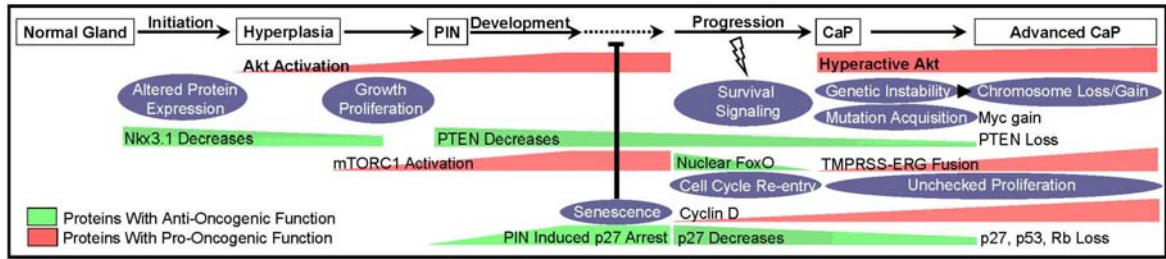 Initiation Development Progression
Normal Gland Hyperplasia PIN CaP Advanced CaP
Akt Activation Hyperactive Akt
Altered Protein
Expression
Growth
Proliferation
Survival
Signaling
Genetic Instability Chromosome Loss/Gain
Mutation Acquisition Myc gain
Nkx3.1 Decreases PTEN Decreases PTEN Loss
mTORC1 Activation Nuclear FoxO TMPRSS-ERG Fusion
Cell Cycle Re-entry Unchecked Proliferation
Senescence Cyclin D
Proteins With Anti-Oncogenic Function
Proteins With Pro-Oncogenic Function
PIN Induced p27 Arrest p27 Decreases p27, p53, Rb Loss